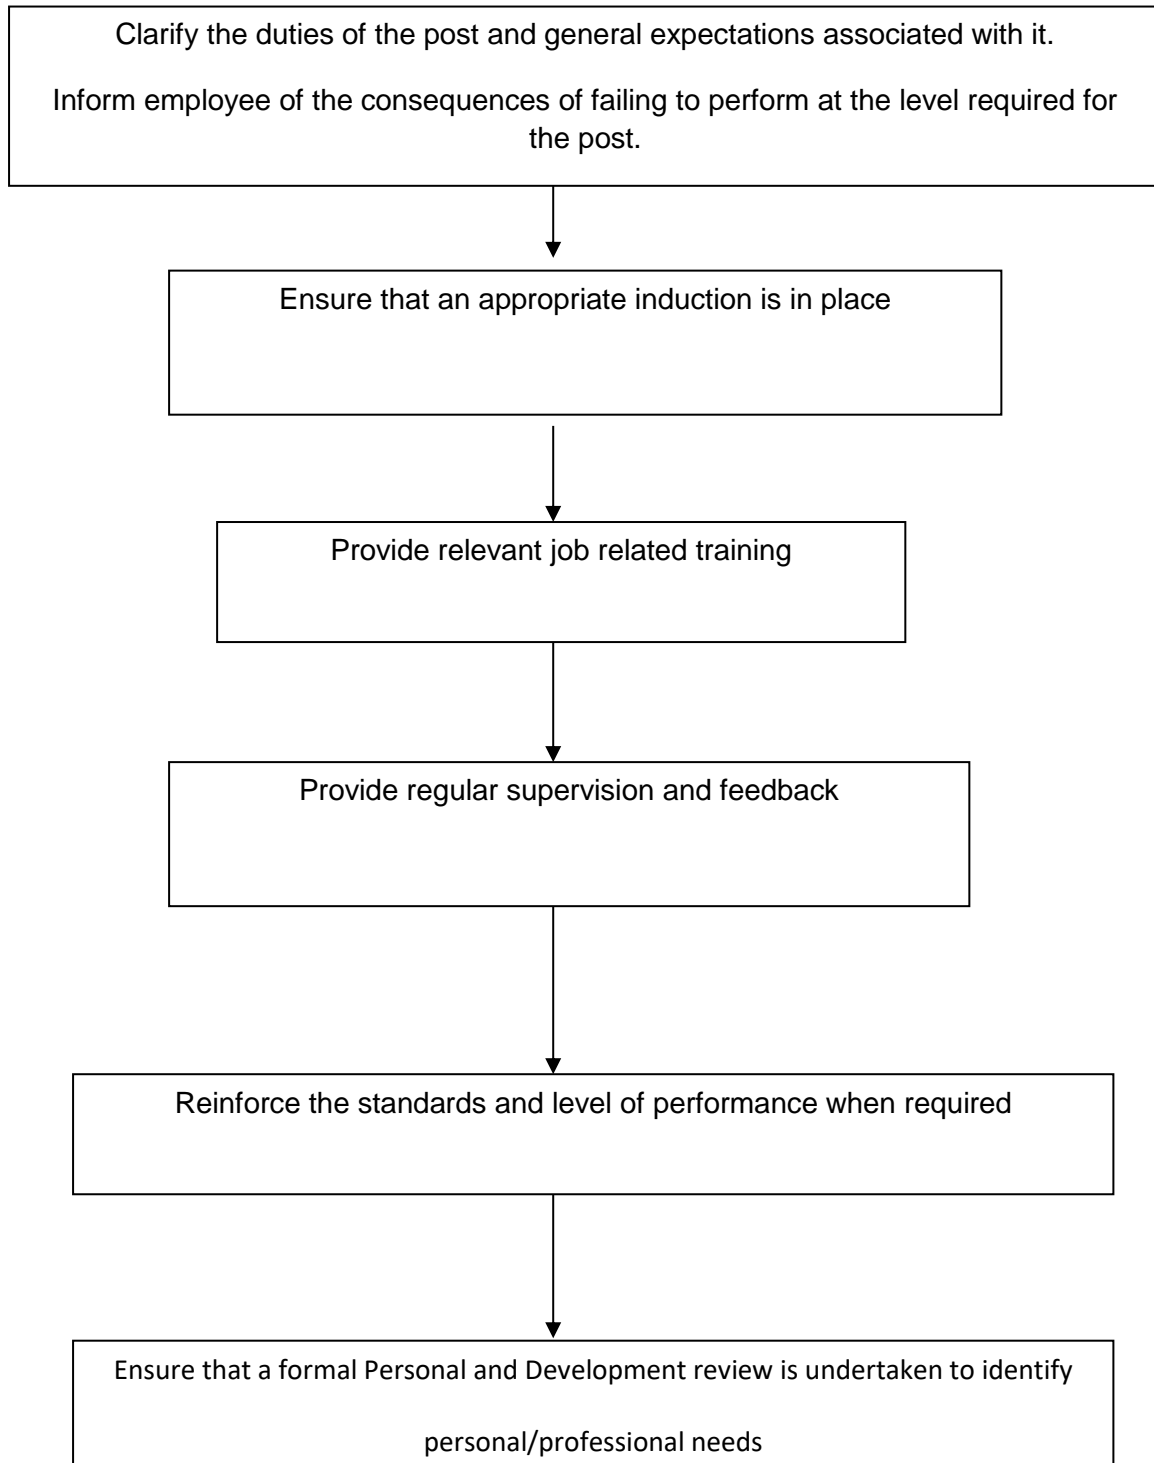 Clarify the duties of the post and general expectations associated with it.
Inform employee of the consequences of failing to perform at the level required for
the post.
Ensure that an appropriate induction is in place
Provide relevant job related training
Provide regular supervision and feedback
Reinforce the standards and level of performance when required
Ensure that a formal Personal and Development review is undertaken to identify
personal/professional needs